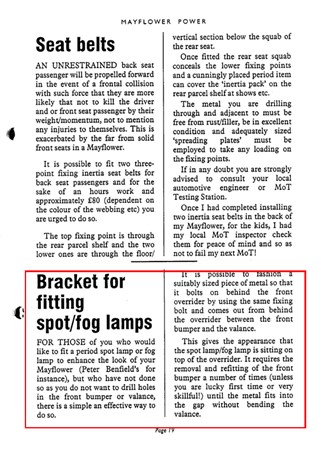 MAYFLOWER POWER
Seat belts
AN UNRESTRAINED back seat
passenger will be propelled forward
in the event of a frontal collision
with such force that they are more
likely that not to kill the driver
and or front seat passenger by their
weight/momentum, not to mention
any injuries to themselves. This is
exacerbated by the far from solid
front seats in a Mayflower.
It is possible to fit two three-
point fixing inertia seat belts for
back seat passengers and for the
sake of an hours work and
approximately £80 (dependent on
the colour of the webbing etc) you
are urged to do so.
The top fixing point is through
the rear parcel shelf and the two
lower ones are through the floor/
vertical section below the squab of
the rear seat.
Once fitted the rear seat squab
conceals the lower fixing points
and a cunningly placed period item
can cover the 'inertia pack' on the
rear parcel shelf at shows etc.
The metal you are drilling
through and adjacent to must be
free from rust/filler, be in excellent
condition and adequately sized
'spreading plates' must be
employed to take any loading on
the fixing points.
If in any doubt you are strongly
advised to consult your local
automotive engineer or MoT
Testing Station.
Once I had completed installing
two inertia seat belts in the back of
my Mayflower, for the kids, I had
my local MoT inspector check
them for peace of mind and so as
not to fail my next MoT!
Bracket for
fitting
spot/fog lamps
FOR THOSE of you who would
like to fit a period spot lamp or fog
lamp to enhance the look of your
Mayflower (Peter Benfield's for
instance), but who have not done
so as you do not want to drill holes
in the front bumper or valance,
there is a simple an effective way to
do so.
It is possible to fashion a
suitably sized piece of metal so that
it bolts on behind the front
overrider by using the same fixing
bolt and comes out from behind
the overrider between the front
bumper and the valance.
This gives the appearance that
the spot lamp/fog lamp is sitting on
top of the overrider. It requires the
removal and refitting of the front
bumper a number of times (unless
you are lucky first time or very
skillful!) until the metal fits into
the gap without bending the
valance.
Page 19